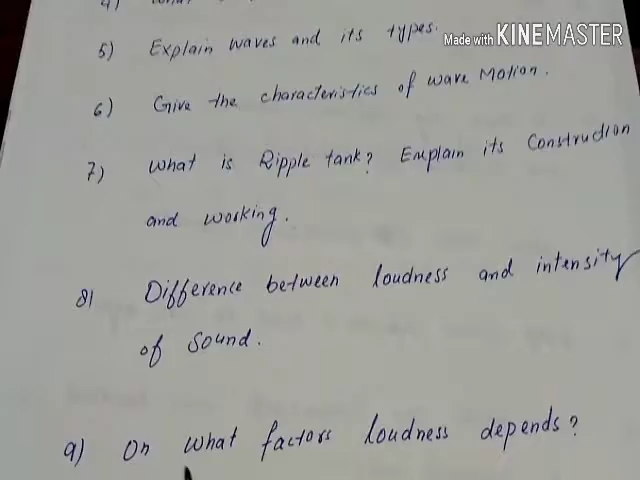 4) What
5) Explain waves and its types.
Made with KINEMASTER
6) Give the characteristics of wave Motion.
7) What is Ripple tank? Explain its Construction
and working.
8) Difference between loudness and intensity
of Sound.
9) On what factors loudness depends?